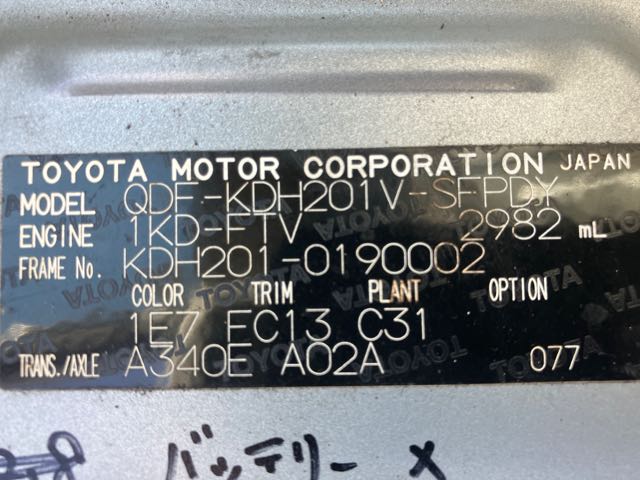 TOYOTA MOTOR CORPORATION JAPAN
MODEL QDF-KDH201V-SFPDY
ENGINE 1KD-FTV 2982 mL
FRAME No. KDH201-0190002
COLOR TRIM PLANT OPTION
1E7 FC13 C31
TRANS./AXLE A340E A02A 077
バッテリー ×